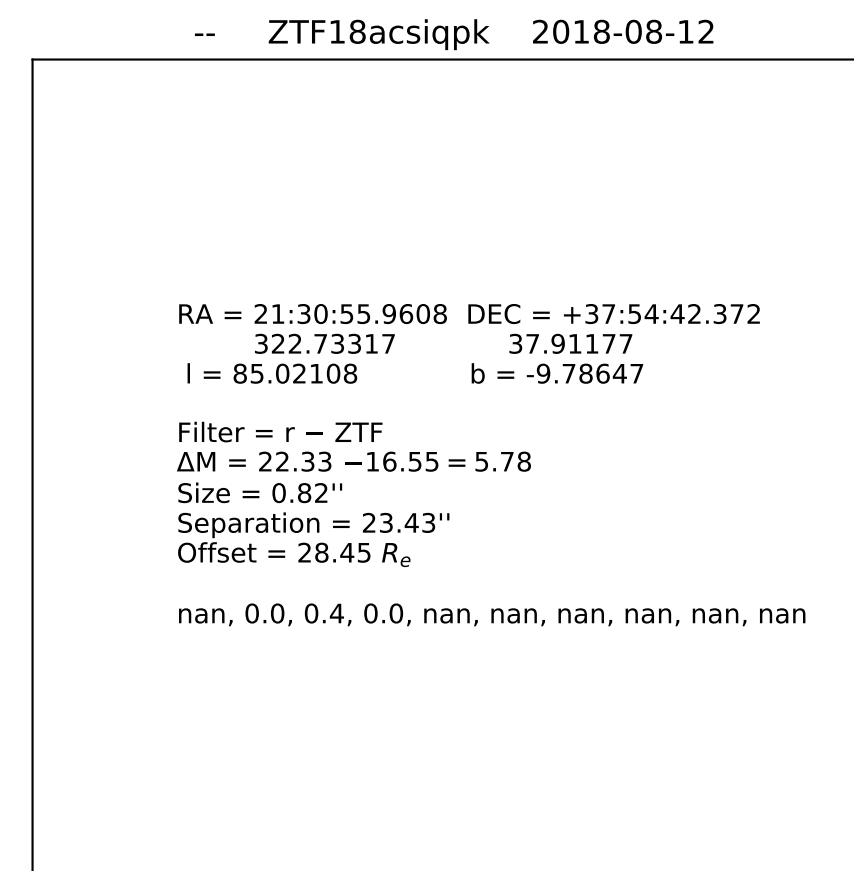 -- ZTF18acsiqpk 2018-08-12
RA = 21:30:55.9608 DEC = +37:54:42.372
322.73317 37.91177
l = 85.02108 b = -9.78647
Filter = r − ZTF
ΔM = 22.33 −16.55 = 5.78
Size = 0.82''
Separation = 23.43''
Offset = 28.45 Re
nan, 0.0, 0.4, 0.0, nan, nan, nan, nan, nan, nan